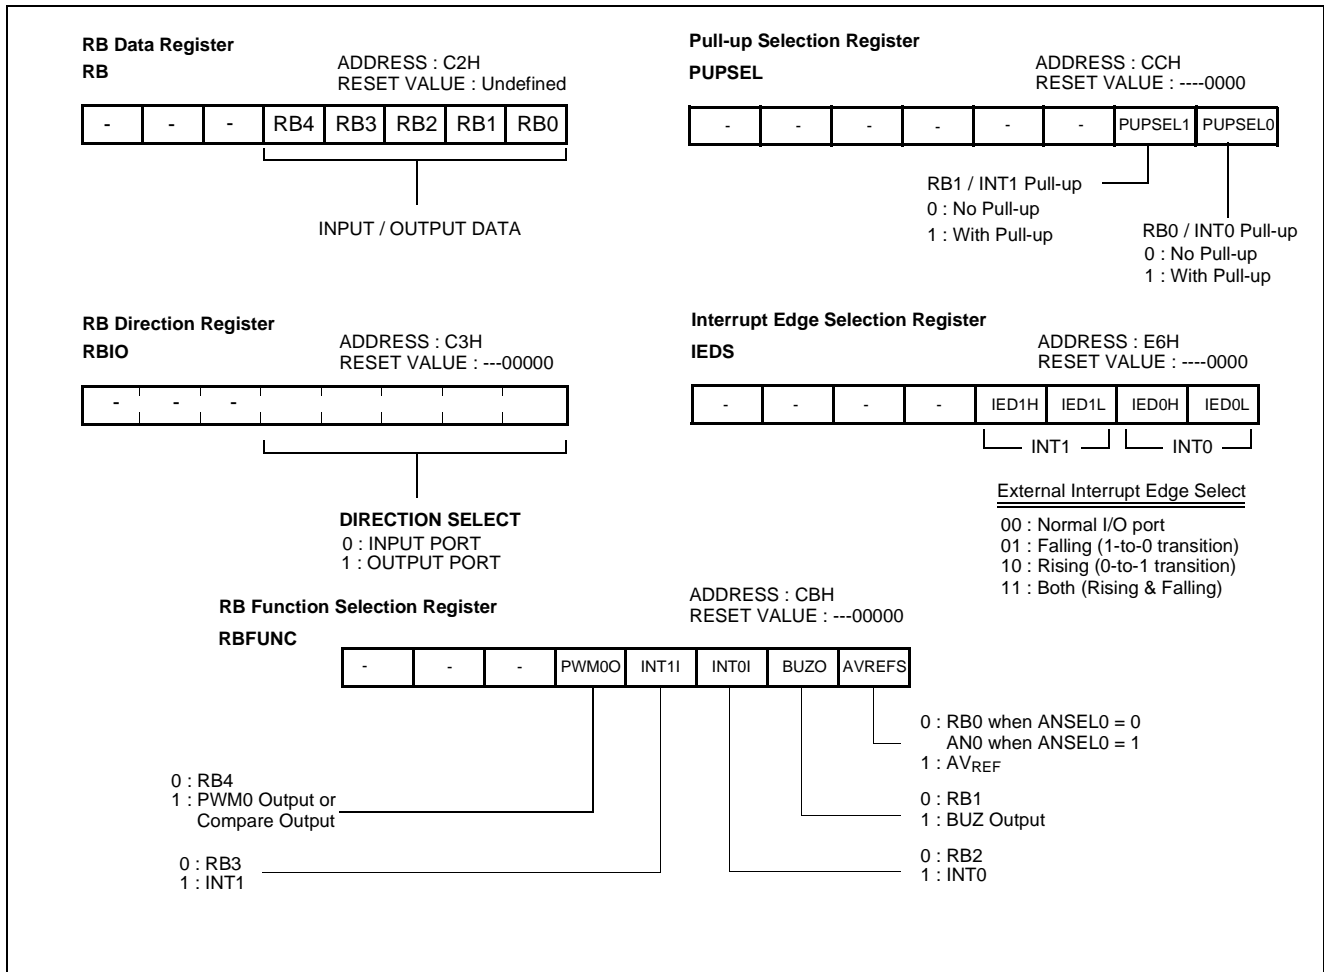 RB Data Register
RB
ADDRESS : C2H
RESET VALUE : Undefined
- - - RB4 RB3 RB2 RB1 RB0
INPUT / OUTPUT DATA
Pull-up Selection Register
PUPSEL
ADDRESS : CCH
RESET VALUE : ----0000
- - - - - - PUPSEL1 PUPSEL0
RB1 / INT1 Pull-up
0 : No Pull-up
1 : With Pull-up
RB0 / INT0 Pull-up
0 : No Pull-up
1 : With Pull-up
RB Direction Register
RBIO
ADDRESS : C3H
RESET VALUE : ---00000
- - -
DIRECTION SELECT
0 : INPUT PORT
1 : OUTPUT PORT
Interrupt Edge Selection Register
IEDS
ADDRESS : E6H
RESET VALUE : ----0000
- - - - IED1H IED1L IED0H IED0L
INT1 INT0
External Interrupt Edge Select
00 : Normal I/O port
01 : Falling (1-to-0 transition)
10 : Rising (0-to-1 transition)
11 : Both (Rising & Falling)
RB Function Selection Register
RBFUNC
ADDRESS : CBH
RESET VALUE : ---00000
- - - PWM0O INT1I INT0I BUZO AVREFS
0 : RB4
1 : PWM0 Output or
Compare Output
0 : RB3
1 : INT1
0 : RB0 when ANSEL0 = 0
AN0 when ANSEL0 = 1
1 : AVREF
0 : RB1
1 : BUZ Output
0 : RB2
1 : INT0